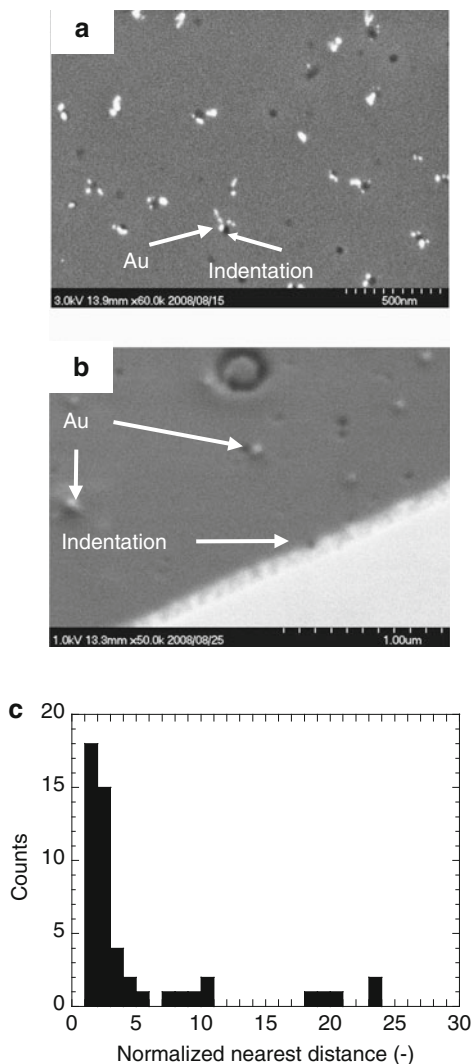 a
Au
Indentation
3.0kV 13.9mm x60.0k 2008/08/15 500nm
b
Au
Indentation
1.0kV 13.3mm x50.0k 2008/08/25 1.00um
c
20
15
10
5
0
Counts
0 5 10 15 20 25 30
Normalized nearest distance (-)